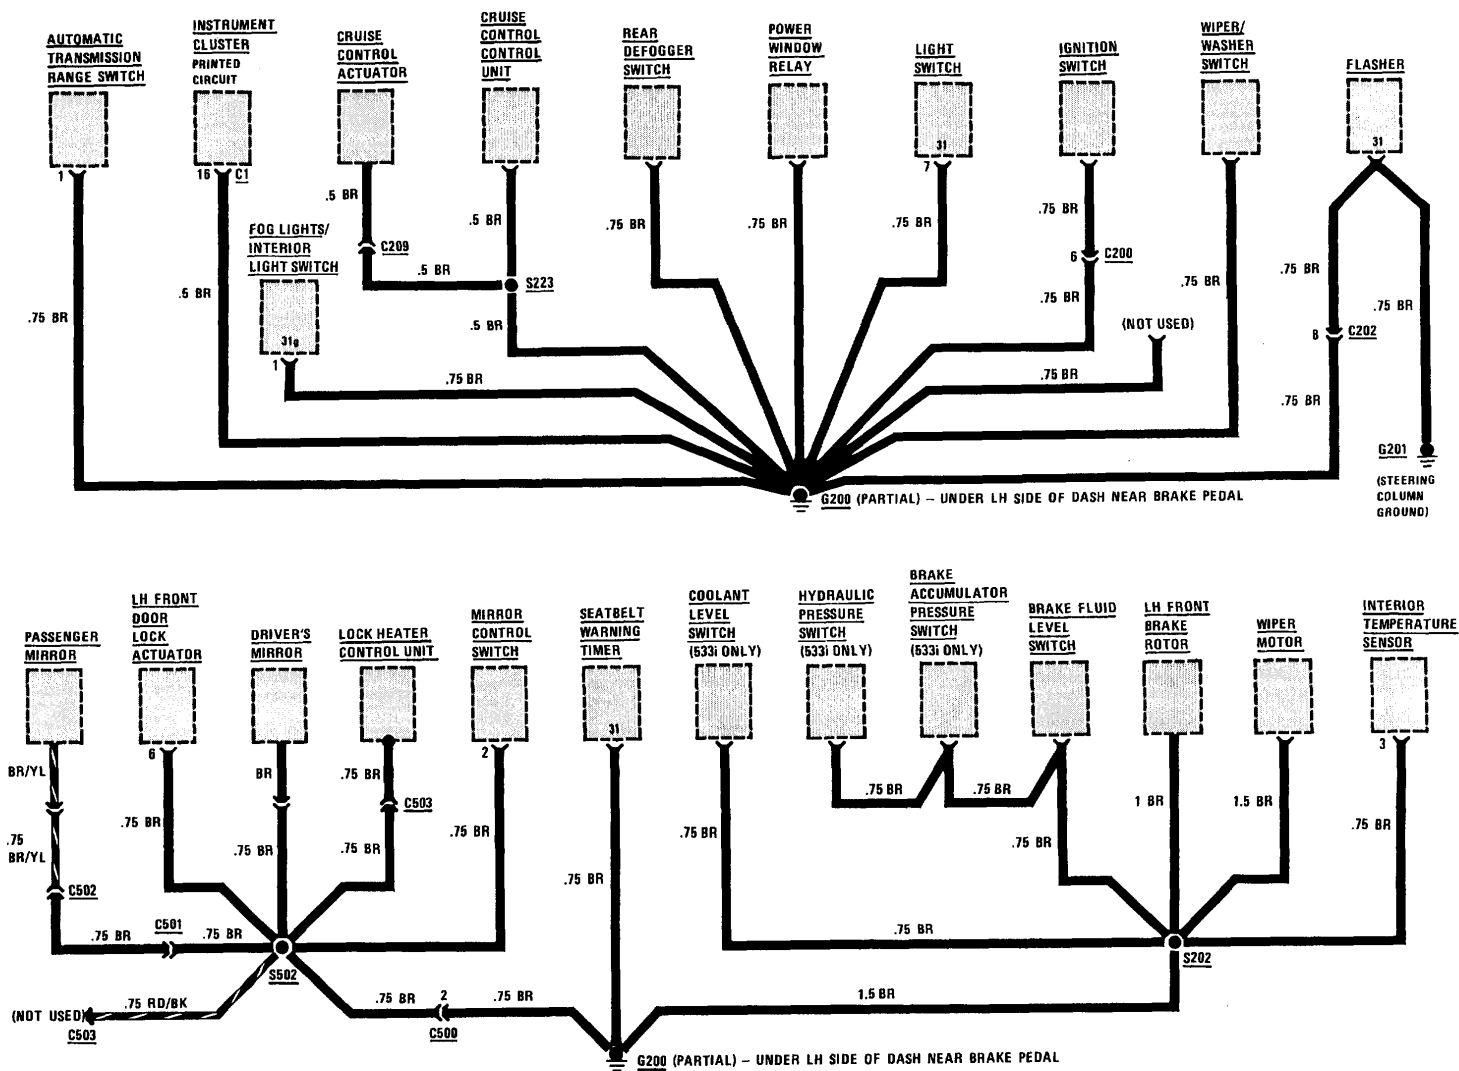 AUTOMATIC
TRANSMISSION
RANGE SWITCH
INSTRUMENT
CLUSTER
PRINTED
CIRCUIT
CRUISE
CONTROL
ACTUATOR
CRUISE
CONTROL
CONTROL
UNIT
REAR
DEFOGGER
SWITCH
POWER
WINDOW
RELAY
LIGHT
SWITCH
IGNITION
SWITCH
WIPER/
WASHER
SWITCH
FLASHER
31
31
1
16 C1
7
.5 BR
.5 BR
.75 BR
.75 BR
.75 BR
.75 BR
FOG LIGHTS/
INTERIOR
LIGHT SWITCH
C209
6 C200
.5 BR
S223
.75 BR
.75 BR
.75 BR
.5 BR
.75 BR
.75 BR
.5 BR
(NOT USED)
8 C202
31g
1
.75 BR
.75 BR
.75 BR
G201
(STEERING
COLUMN
GROUND)
G200 (PARTIAL) – UNDER LH SIDE OF DASH NEAR BRAKE PEDAL
PASSENGER
MIRROR
LH FRONT
DOOR
LOCK
ACTUATOR
DRIVER'S
MIRROR
LOCK HEATER
CONTROL UNIT
MIRROR
CONTROL
SWITCH
SEATBELT
WARNING
TIMER
COOLANT
LEVEL
SWITCH
(533i ONLY)
HYDRAULIC
PRESSURE
SWITCH
(533i ONLY)
BRAKE
ACCUMULATOR
PRESSURE
SWITCH
(533i ONLY)
BRAKE FLUID
LEVEL
SWITCH
LH FRONT
BRAKE
ROTOR
WIPER
MOTOR
INTERIOR
TEMPERATURE
SENSOR
31
6
2
3
BR/YL
BR
.75 BR
.75 BR
.75 BR
C503
1 BR
1.5 BR
.75 BR
.75 BR
.75 BR
.75 BR
.75
BR/YL
.75 BR
.75 BR
.75 BR
.75 BR
C502
C501
.75 BR
.75 BR
.75 BR
S502
S202
.75 RD/BK
.75 BR
2
.75 BR
1.5 BR
(NOT USED)
C503
C500
G200 (PARTIAL) – UNDER LH SIDE OF DASH NEAR BRAKE PEDAL